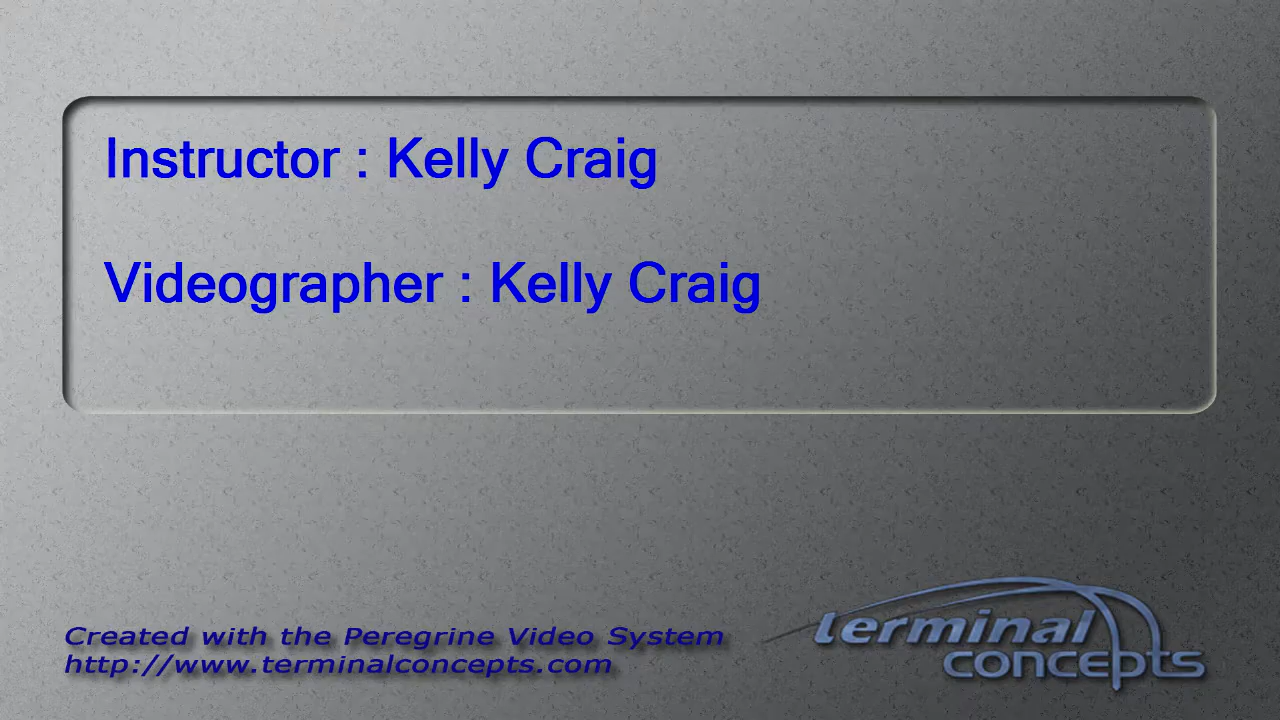 Instructor : Kelly Craig
Videographer : Kelly Craig
Created with the Peregrine Video System
http://www.terminalconcepts.com
terminal
concepts